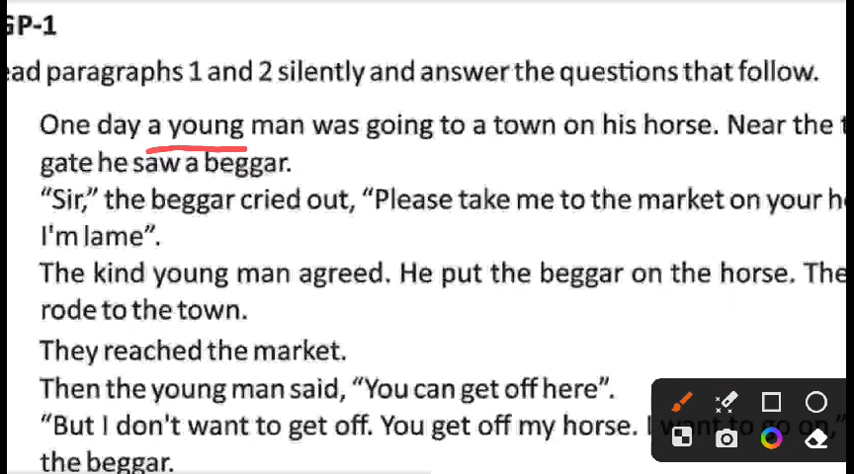 GP-1
ead paragraphs 1 and 2 silently and answer the questions that follow.
One day a young man was going to a town on his horse. Near the t
gate he saw a beggar.
“Sir,” the beggar cried out, “Please take me to the market on your h
I'm lame”.
The kind young man agreed. He put the beggar on the horse. The
rode to the town.
They reached the market.
Then the young man said, “You can get off here”.
“But I don't want to get off. You get off my horse. I want to go on,”
the beggar.